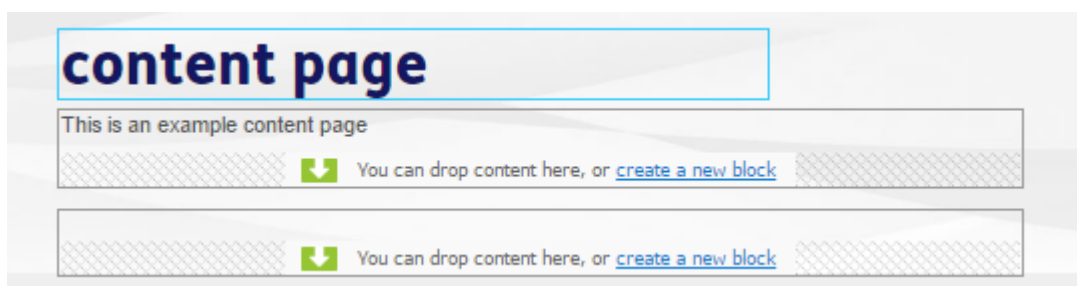 content page
This is an example content page
You can drop content here, or create a new block
You can drop content here, or create a new block